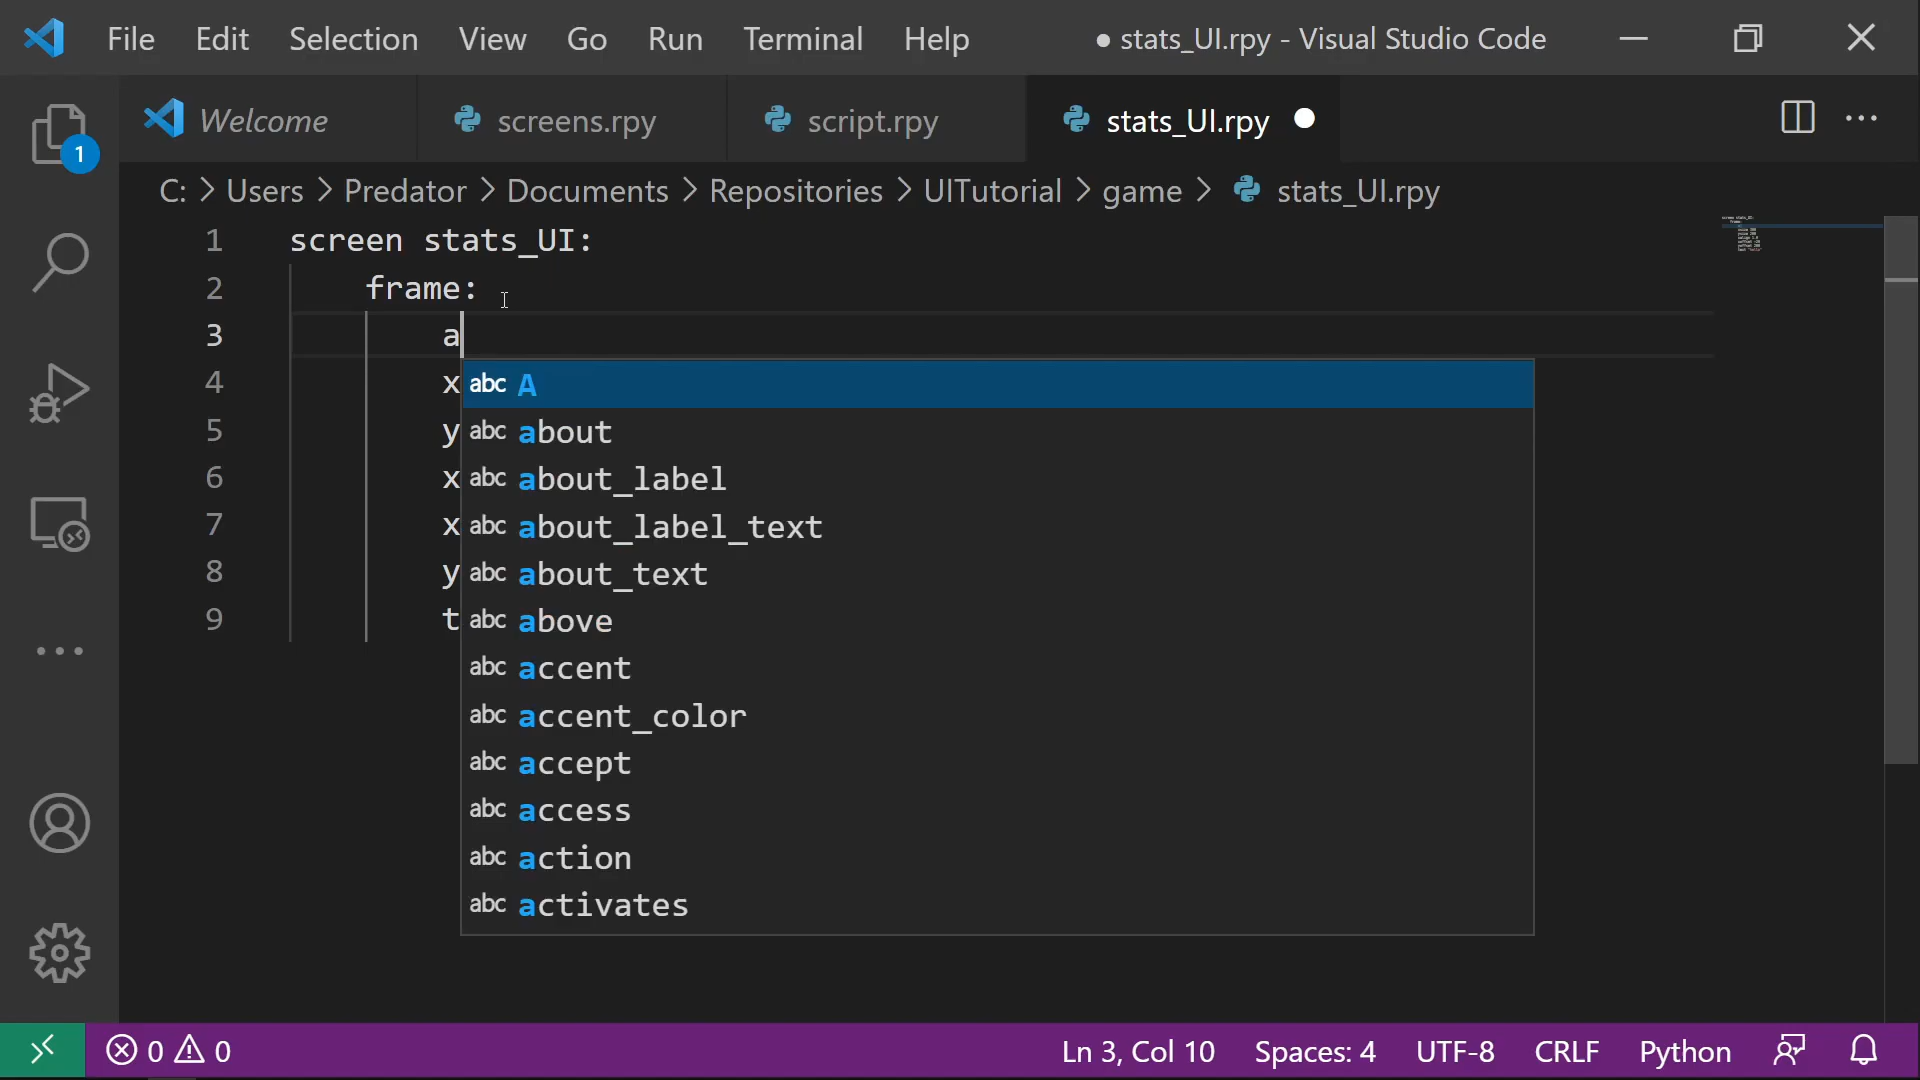 File Edit Selection View Go Run Terminal Help ● stats_UI.rpy - Visual Studio Code
Welcome screens.rpy script.rpy stats_UI.rpy
C: > Users > Predator > Documents > Repositories > UITutorial > game > stats_UI.rpy
1 screen stats_UI:
2 frame:
3 a
4 x abc A
5 y abc about
6 x abc about_label
7 x abc about_label_text
8 y abc about_text
9 t abc above
abc accent
abc accent_color
abc accept
abc access
abc action
abc activates
1
0 0 Ln 3, Col 10 Spaces: 4 UTF-8 CRLF Python